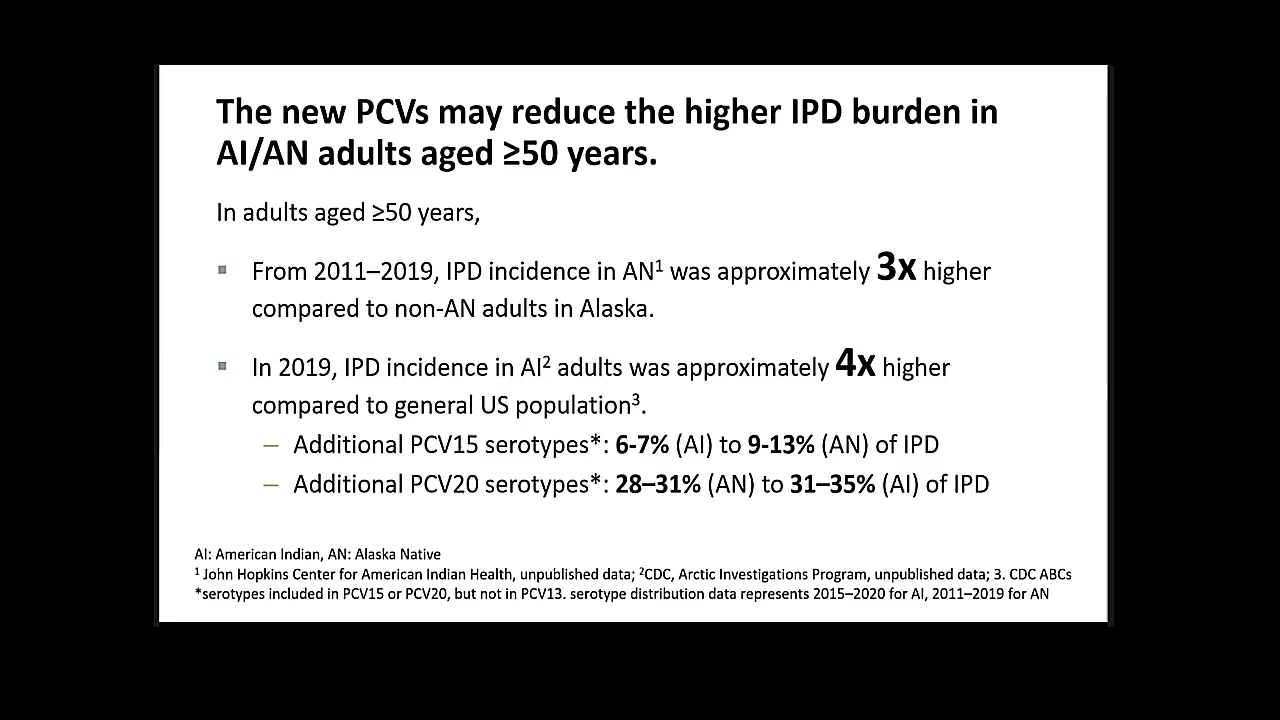 The new PCVs may reduce the higher IPD burden in
AI/AN adults aged ≥50 years.
In adults aged ≥50 years,
▪ From 2011–2019, IPD incidence in AN¹ was approximately 3x higher
compared to non-AN adults in Alaska.
▪ In 2019, IPD incidence in AI² adults was approximately 4x higher
compared to general US population³.
– Additional PCV15 serotypes*: 6-7% (AI) to 9-13% (AN) of IPD
– Additional PCV20 serotypes*: 28–31% (AN) to 31–35% (AI) of IPD
AI: American Indian, AN: Alaska Native
¹ John Hopkins Center for American Indian Health, unpublished data; ²CDC, Arctic Investigations Program, unpublished data; 3. CDC ABCs
*serotypes included in PCV15 or PCV20, but not in PCV13. serotype distribution data represents 2015–2020 for AI, 2011–2019 for AN